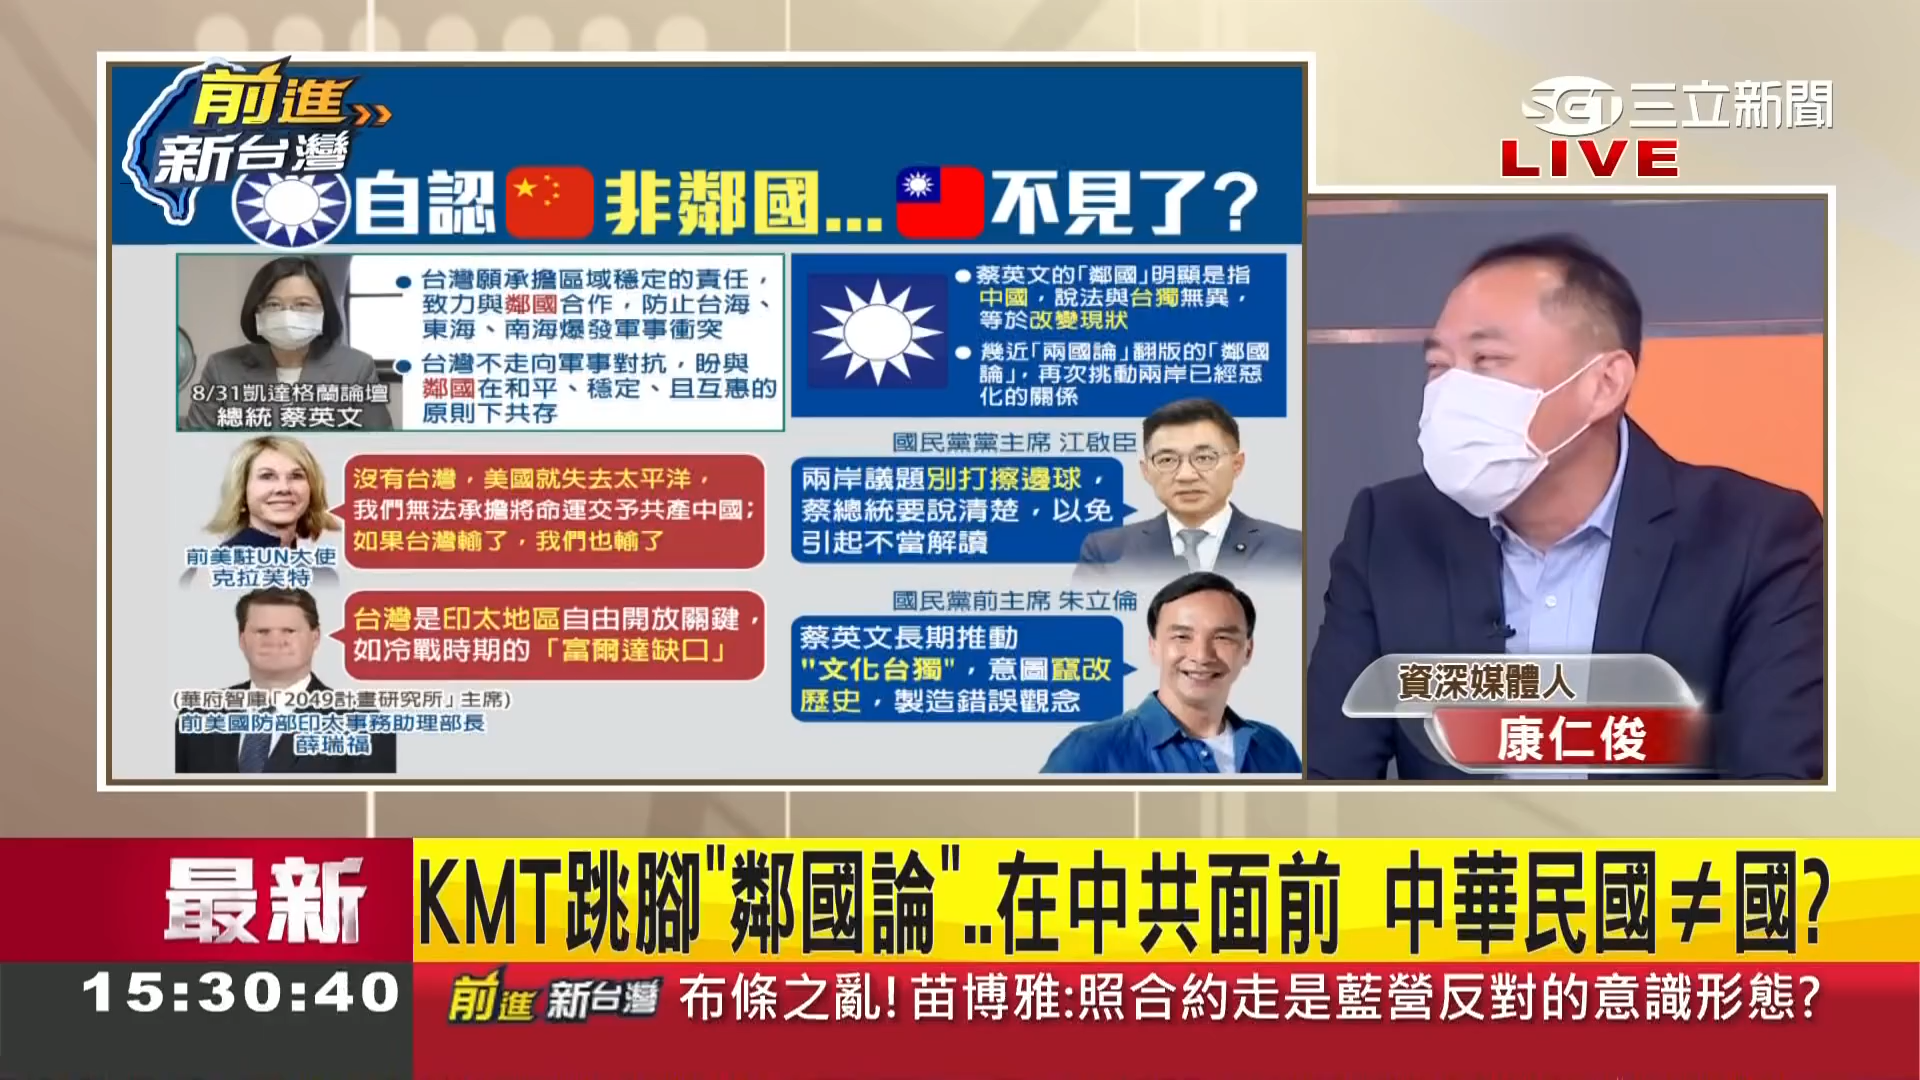 前進
新台灣
SET三立新聞
LIVE
自認 非鄰國... 不見了?
8/31凱達格蘭論壇
總統 蔡英文
●台灣願承擔區域穩定的責任，
致力與鄰國合作，防止台海、
東海、南海爆發軍事衝突
●台灣不走向軍事對抗，盼與
鄰國在和平、穩定、且互惠的
原則下共存
●蔡英文的「鄰國」明顯是指
中國，說法與台獨無異，
等於改變現狀
●幾近「兩國論」翻版的「鄰國
論」，再次挑動兩岸已經惡
化的關係
前美駐UN大使
克拉芙特
沒有台灣，美國就失去太平洋，
我們無法承擔將命運交予共產中國；
如果台灣輸了，我們也輸了
國民黨黨主席 江啟臣
兩岸議題別打擦邊球，
蔡總統要說清楚，以免
引起不當解讀
台灣是印太地區自由開放關鍵，
如冷戰時期的「富爾達缺口」
(華府智庫「2049計畫研究所」主席)
前美國防部印太事務助理部長
薛瑞福
國民黨前主席 朱立倫
蔡英文長期推動
"文化台獨"，意圖竄改
歷史，製造錯誤觀念
資深媒體人
康仁俊
最新
KMT跳腳"鄰國論"..在中共面前 中華民國≠國?
15:30:40
前進新台灣 布條之亂!苗博雅:照合約走是藍營反對的意識形態?